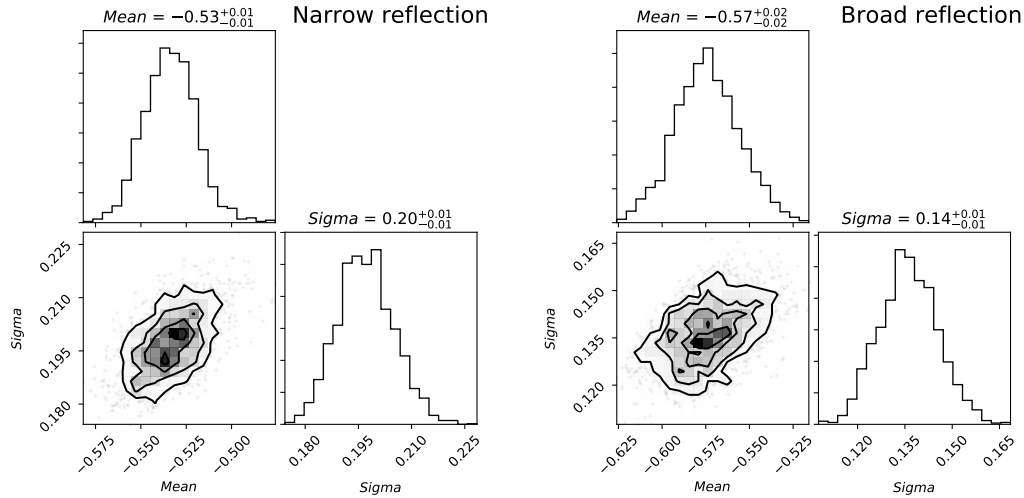 Mean = −0.53+0.01−0.01
Narrow reflection
Sigma = 0.20+0.01−0.01
0.225
0.210
0.195
0.180
Sigma
−0.575
−0.550
−0.525
−0.500
Mean
0.180
0.195
0.210
0.225
Sigma
Mean = −0.57+0.02−0.02
Broad reflection
Sigma = 0.14+0.01−0.01
0.165
0.150
0.135
0.120
Sigma
−0.625
−0.600
−0.575
−0.550
−0.525
Mean
0.120
0.135
0.150
0.165
Sigma